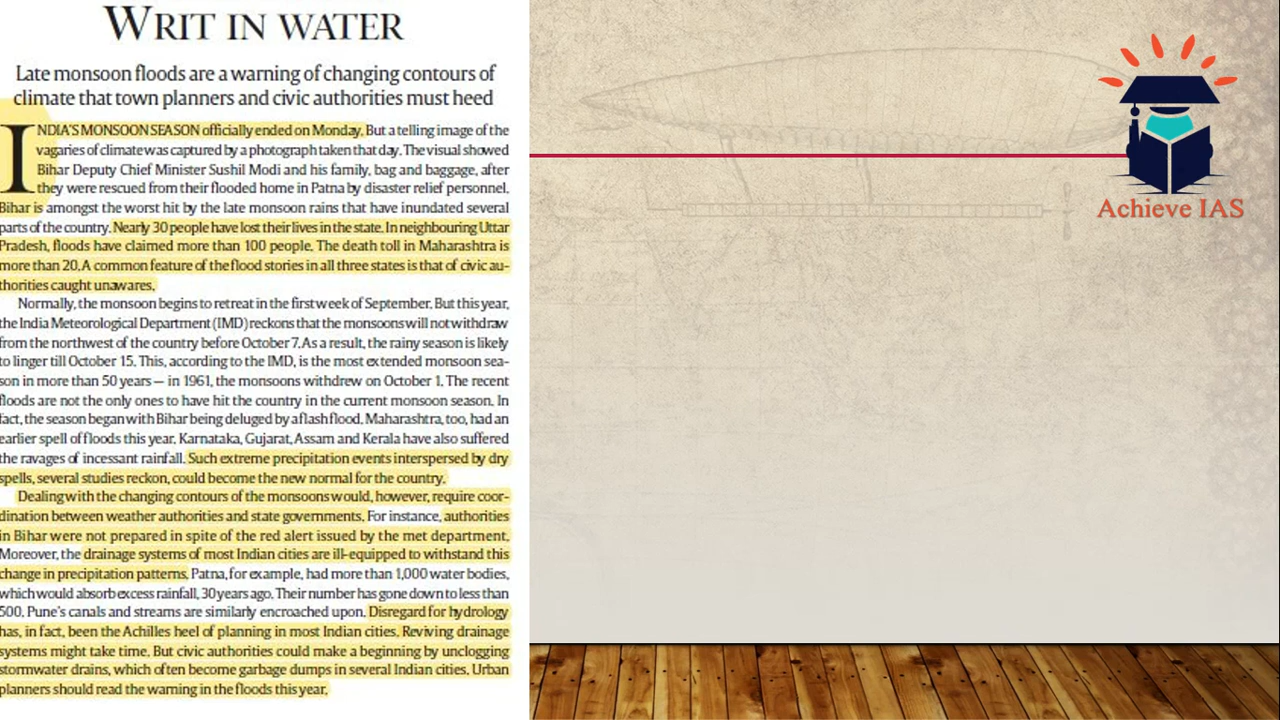 WRIT IN WATER
Late monsoon floods are a warning of changing contours of
climate that town planners and civic authorities must heed
INDIA'S MONSOON SEASON officially ended on Monday. But a telling image of the
vagaries of climate was captured by a photograph taken that day. The visual showed
Bihar Deputy Chief Minister Sushil Modi and his family, bag and baggage, after
they were rescued from their flooded home in Patna by disaster relief personnel.
Bihar is amongst the worst hit by the late monsoon rains that have inundated several
parts of the country. Nearly 30 people have lost their lives in the state. In neighbouring Uttar
Pradesh, floods have claimed more than 100 people. The death toll in Maharashtra is
more than 20. A common feature of the flood stories in all three states is that of civic au-
thorities caught unawares.
Normally, the monsoon begins to retreat in the first week of September. But this year,
the India Meteorological Department (IMD) reckons that the monsoons will not withdraw
from the northwest of the country before October 7. As a result, the rainy season is likely
to linger till October 15. This, according to the IMD, is the most extended monsoon sea-
son in more than 50 years — in 1961, the monsoons withdrew on October 1. The recent
floods are not the only ones to have hit the country in the current monsoon season. In
fact, the season began with Bihar being deluged by a flash flood. Maharashtra, too, had an
earlier spell of floods this year. Karnataka, Gujarat, Assam and Kerala have also suffered
the ravages of incessant rainfall. Such extreme precipitation events interspersed by dry
spells, several studies reckon, could become the new normal for the country.
Dealing with the changing contours of the monsoons would, however, require coor-
dination between weather authorities and state governments. For instance, authorities
in Bihar were not prepared in spite of the red alert issued by the met department.
Moreover, the drainage systems of most Indian cities are ill-equipped to withstand this
change in precipitation patterns. Patna, for example, had more than 1,000 water bodies,
which would absorb excess rainfall, 30 years ago. Their number has gone down to less than
500. Pune's canals and streams are similarly encroached upon. Disregard for hydrology
has, in fact, been the Achilles heel of planning in most Indian cities. Reviving drainage
systems might take time. But civic authorities could make a beginning by unclogging
stormwater drains, which often become garbage dumps in several Indian cities. Urban
planners should read the warning in the floods this year.
Achieve IAS